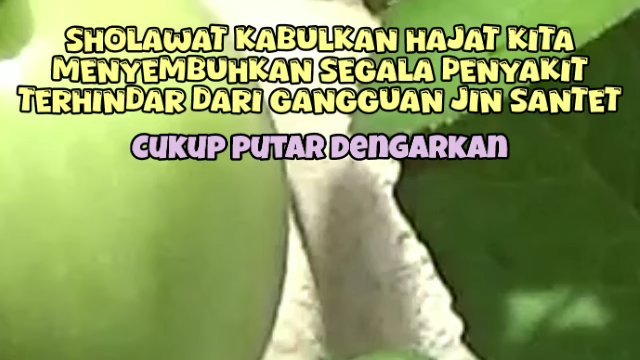 SHOLAWAT KABULKAN HAJAT KITA
MENYEMBUHKAN SEGALA PENYAKIT
TERHINDAR DARI GANGGUAN JIN SANTET
CUKUP PUTAR DENGARKAN